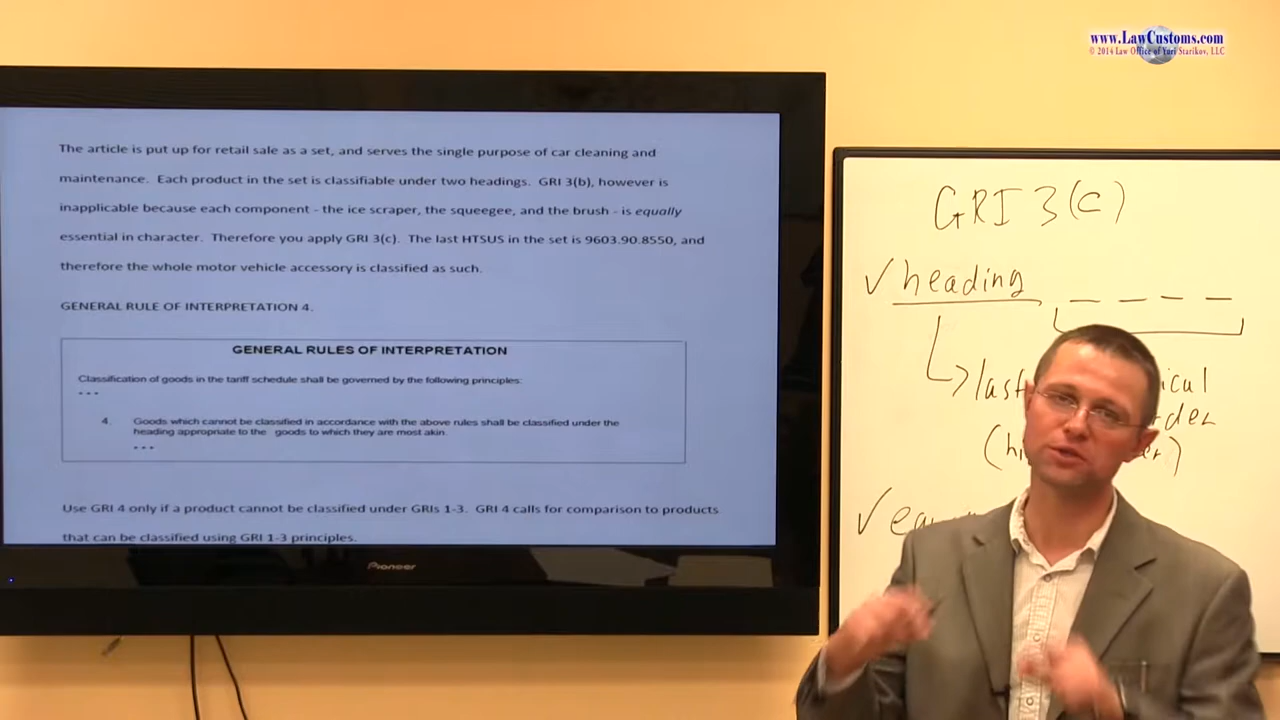 www.LawCustoms.com
© 2014 Law Office of Yuri Starikov, LLC
The article is put up for retail sale as a set, and serves the single purpose of car cleaning and
maintenance. Each product in the set is classifiable under two headings. GRI 3(b), however is
inapplicable because each component - the ice scraper, the squeegee, and the brush - is equally
essential in character. Therefore you apply GRI 3(c). The last HTSUS in the set is 9603.90.8550, and
therefore the whole motor vehicle accessory is classified as such.
GENERAL RULE OF INTERPRETATION 4.
GENERAL RULES OF INTERPRETATION
Classification of goods in the tariff schedule shall be governed by the following principles:
* * *
4. Goods which cannot be classified in accordance with the above rules shall be classified under the
heading appropriate to the goods to which they are most akin.
* * *
Use GRI 4 only if a product cannot be classified under GRIs 1-3. GRI 4 calls for comparison to products
that can be classified using GRI 1-3 principles.
Pioneer
GRI 3(c)
✓ heading _ _ _ _
last